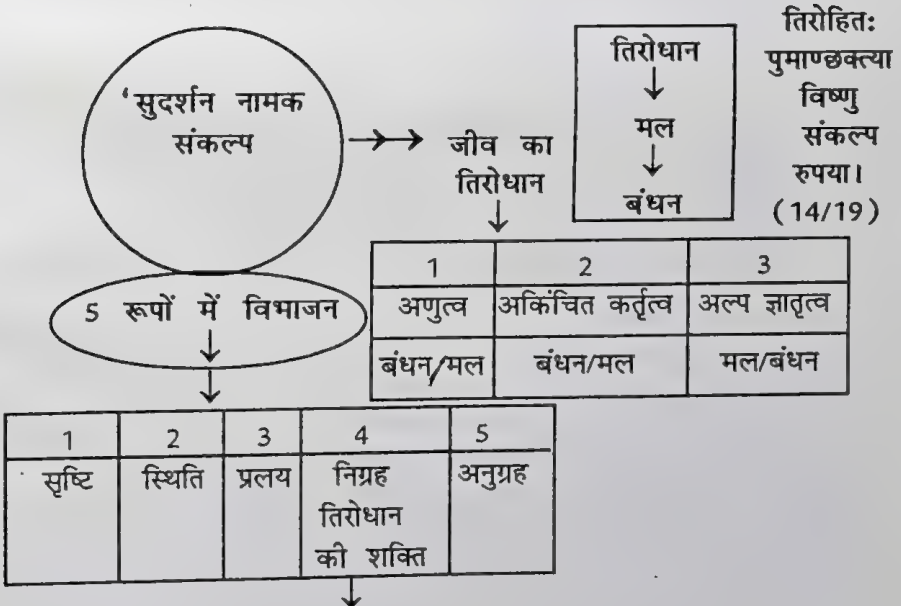 ‘सुदर्शन नामक
संकल्प
जीव का
तिरोधान
तिरोधान
मल
बंधन
तिरोहितः
पुमाण्छक्त्या
विष्णु
संकल्प
रुपया।
(14/19)
1 2 3
अणुत्व अकिंचित कर्तृत्व अल्प ज्ञातृत्व
बंधन/मल बंधन/मल मल/बंधन
5 रूपों में विभाजन
1 2 3 4 5
सृष्टि स्थिति प्रलय निग्रह अनुग्रह
तिरोधान
की शक्ति